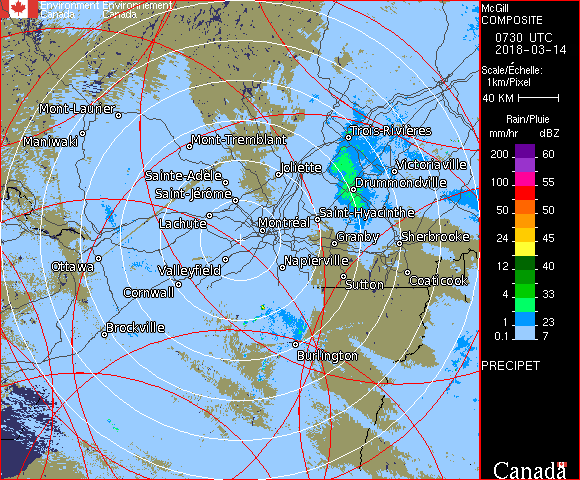 Environment Environnement
Canada Canada
McGill
COMPOSITE
0730 UTC
2018-03-14
Scale/Échelle:
1km/Pixel
40 KM
Rain/Pluie
mm/hr dBZ
200 60
100 55
50 50
24 45
12 40
4 33
1 23
0.1 7
PRECIPET
Canada
Mont-Laurier
Maniwaki
Mont-Tremblant
Trois-Rivières
Joliette
Victoriaville
Sainte-Adèle
Drummondville
Saint-Jérôme
Lachute
Saint-Hyacinthe
Montréal
Granby
Sherbrooke
Ottawa
Valleyfield
Napierville
Coaticook
Cornwall
Sutton
Brockville
Burlington